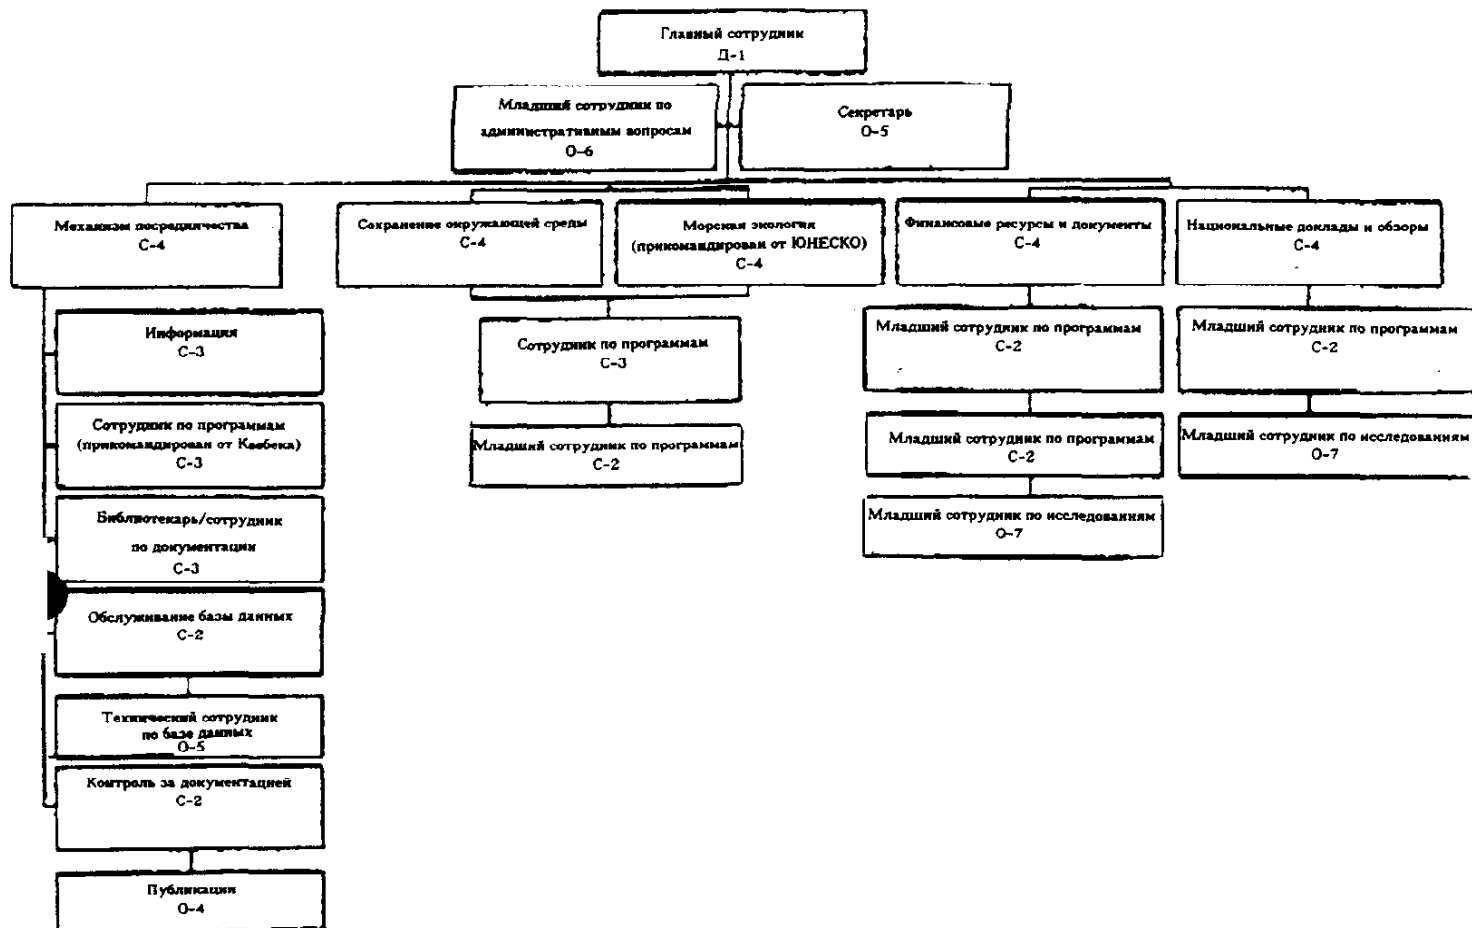 Главный сотрудник
Д-1
Младший сотрудник по
административным вопросам
О-6
Секретарь
О-5
Механизм посредничества
С-4
Сохранение окружающей среды
С-4
Морская экология
(прикомандирован от ЮНЕСКО)
С-4
Финансовые ресурсы и документы
С-4
Национальные доклады и обзоры
С-4
Информация
С-3
Сотрудник по программам
(прикомандирован от Квебека)
С-3
Библиотекарь/сотрудник
по документации
С-3
Обслуживание базы данных
С-2
Технический сотрудник
по базе данных
О-5
Контроль за документацией
С-2
Публикации
О-4
Сотрудник по программам
С-3
Младший сотрудник по программам
С-2
Младший сотрудник по программам
С-2
Младший сотрудник по программам
С-2
Младший сотрудник по исследованиям
О-7
Младший сотрудник по программам
С-2
Младший сотрудник по исследованиям
О-7